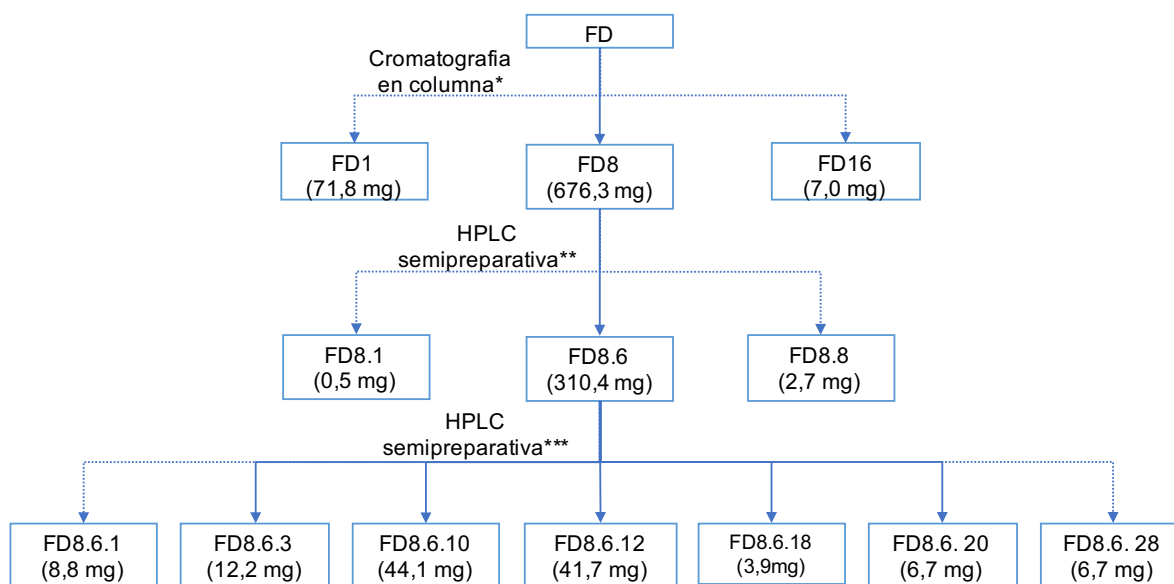 FD
Cromatografia
en columna*
FD1
(71,8 mg)
FD8
(676,3 mg)
FD16
(7,0 mg)
HPLC
semipreparativa**
FD8.1
(0,5 mg)
FD8.6
(310,4 mg)
FD8.8
(2,7 mg)
HPLC
semipreparativa***
FD8.6.1
(8,8 mg)
FD8.6.3
(12,2 mg)
FD8.6.10
(44,1 mg)
FD8.6.12
(41,7 mg)
FD8.6.18
(3,9mg)
FD8.6. 20
(6,7 mg)
FD8.6. 28
(6,7 mg)